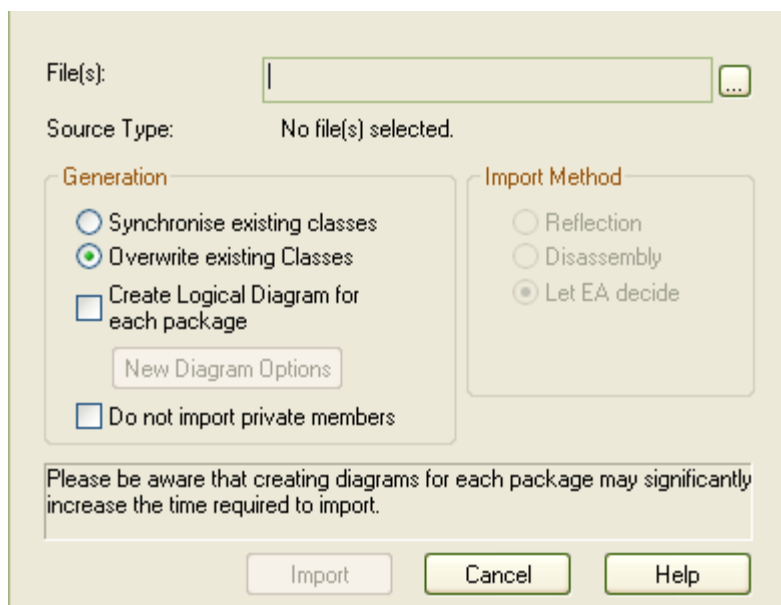 File(s):
...
Source Type: No file(s) selected.
Generation
Synchronise existing classes
Overwrite existing Classes
Create Logical Diagram for
each package
New Diagram Options
Do not import private members
Import Method
Reflection
Disassembly
Let EA decide
Please be aware that creating diagrams for each package may significantly
increase the time required to import.
Import Cancel Help